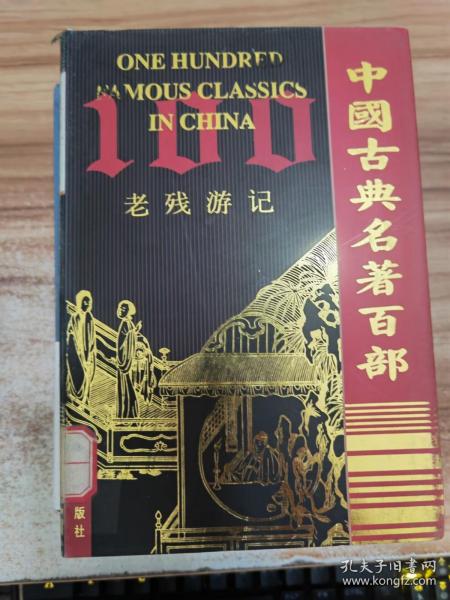 ONE HUNDRED
FAMOUS CLASSICS
IN CHINA
100
老残游记
中國古典名著百部
版社
孔夫子旧书网
www.kongfz.com